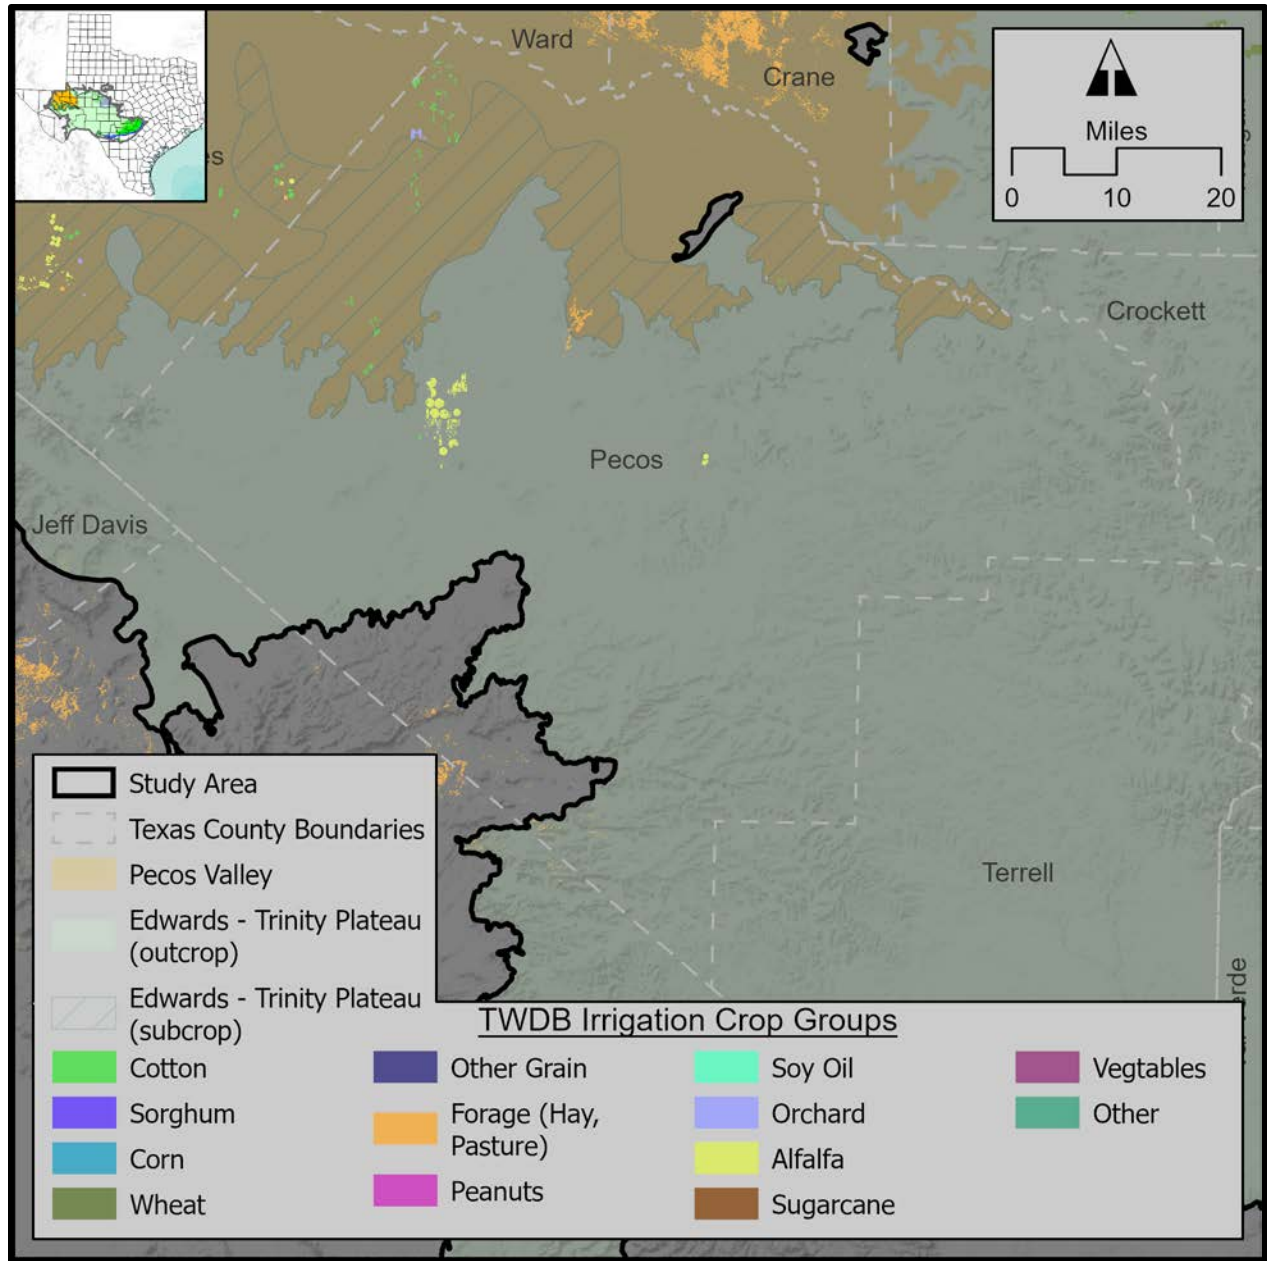 Ward
Crane
Miles
0 10 20
es
Crockett
Pecos
Jeff Davis
Terrell
erde
Study Area
Texas County Boundaries
Pecos Valley
Edwards - Trinity Plateau
(outcrop)
Edwards - Trinity Plateau
(subcrop)
TWDB Irrigation Crop Groups
Cotton
Sorghum
Corn
Wheat
Other Grain
Forage (Hay,
Pasture)
Peanuts
Soy Oil
Orchard
Alfalfa
Sugarcane
Vegtables
Other